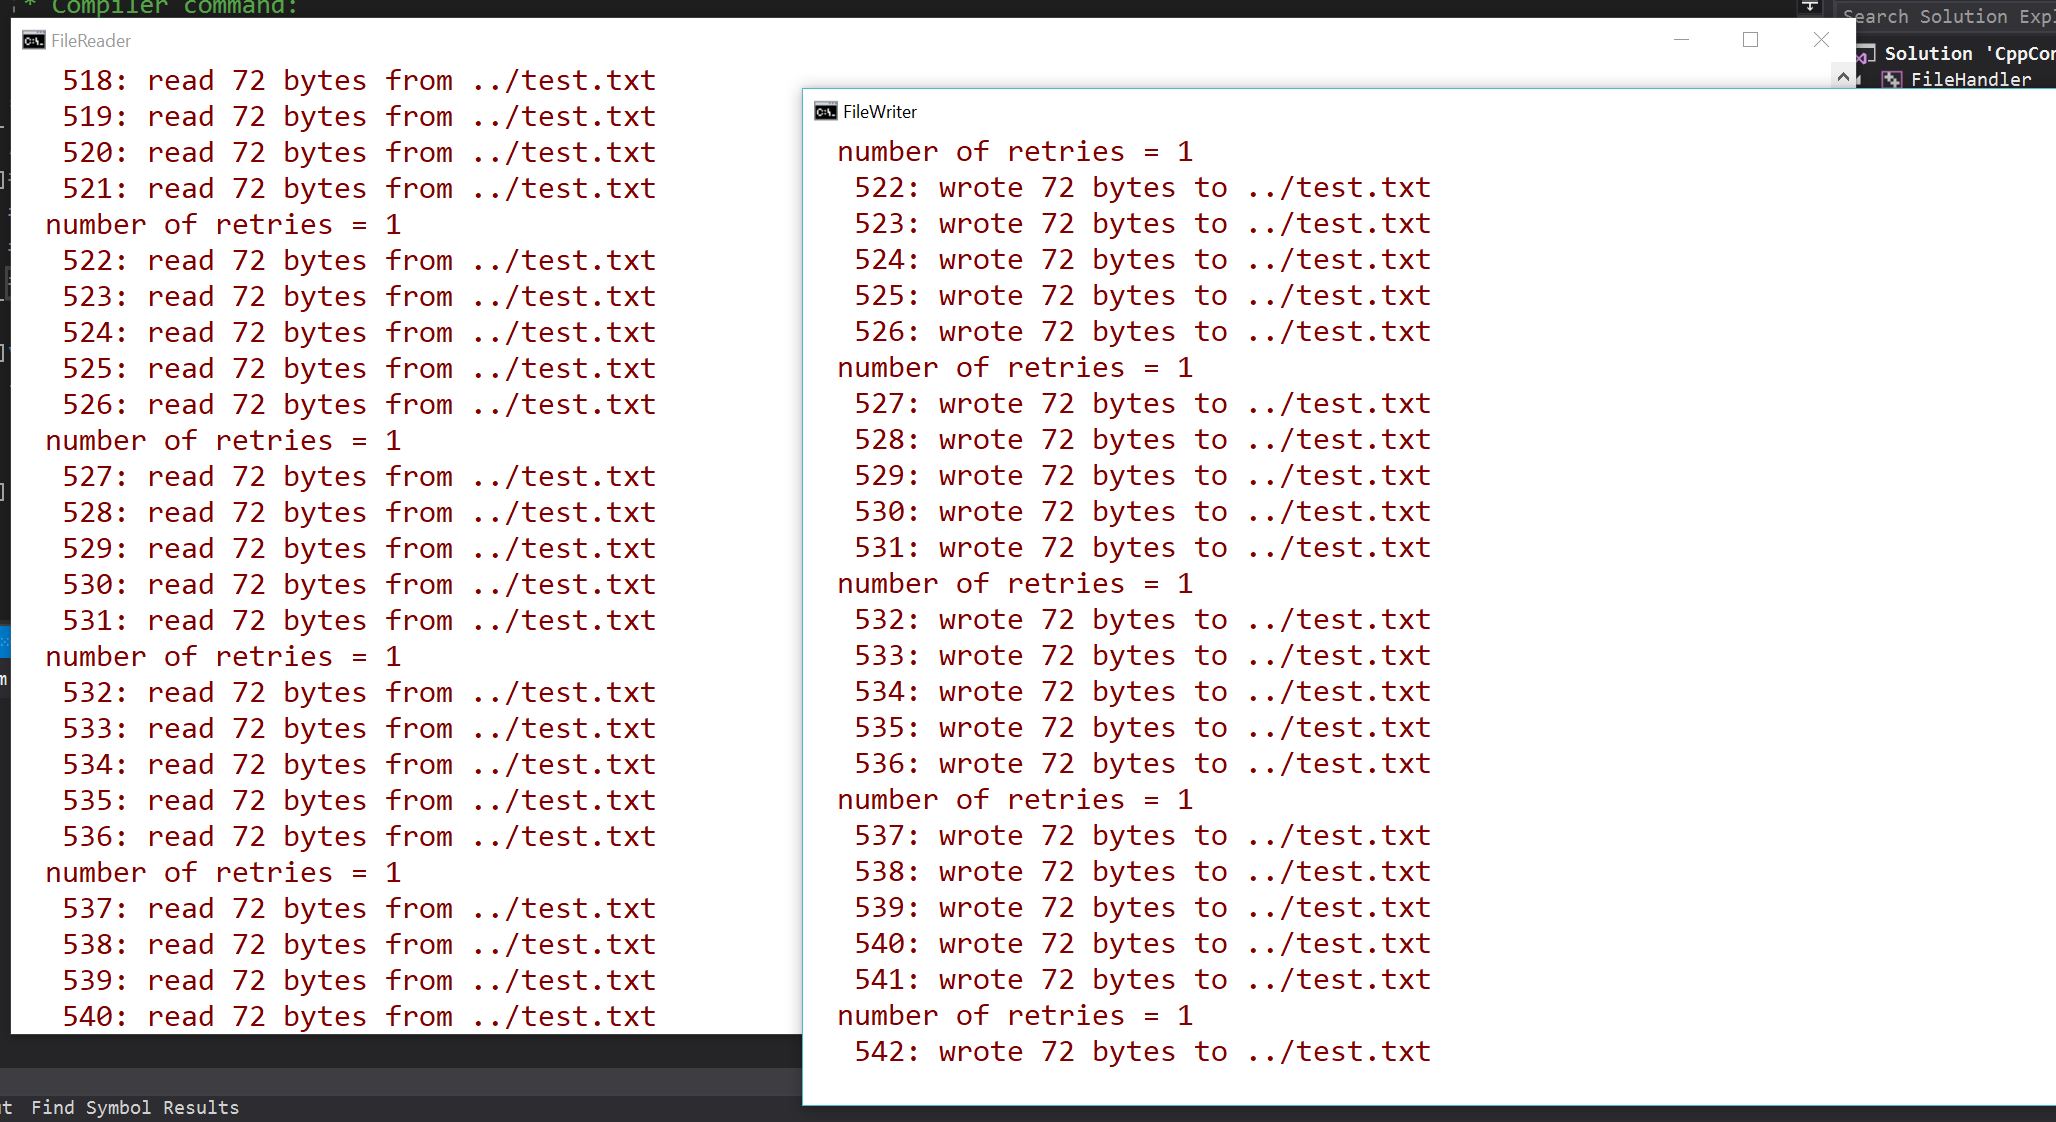 * Compiler command:
Search Solution Expl
Solution 'CppCon
FileHandler
FileReader
518: read 72 bytes from ../test.txt
519: read 72 bytes from ../test.txt
520: read 72 bytes from ../test.txt
521: read 72 bytes from ../test.txt
number of retries = 1
522: read 72 bytes from ../test.txt
523: read 72 bytes from ../test.txt
524: read 72 bytes from ../test.txt
525: read 72 bytes from ../test.txt
526: read 72 bytes from ../test.txt
number of retries = 1
527: read 72 bytes from ../test.txt
528: read 72 bytes from ../test.txt
529: read 72 bytes from ../test.txt
530: read 72 bytes from ../test.txt
531: read 72 bytes from ../test.txt
number of retries = 1
532: read 72 bytes from ../test.txt
533: read 72 bytes from ../test.txt
534: read 72 bytes from ../test.txt
535: read 72 bytes from ../test.txt
536: read 72 bytes from ../test.txt
number of retries = 1
537: read 72 bytes from ../test.txt
538: read 72 bytes from ../test.txt
539: read 72 bytes from ../test.txt
540: read 72 bytes from ../test.txt
FileWriter
number of retries = 1
522: wrote 72 bytes to ../test.txt
523: wrote 72 bytes to ../test.txt
524: wrote 72 bytes to ../test.txt
525: wrote 72 bytes to ../test.txt
526: wrote 72 bytes to ../test.txt
number of retries = 1
527: wrote 72 bytes to ../test.txt
528: wrote 72 bytes to ../test.txt
529: wrote 72 bytes to ../test.txt
530: wrote 72 bytes to ../test.txt
531: wrote 72 bytes to ../test.txt
number of retries = 1
532: wrote 72 bytes to ../test.txt
533: wrote 72 bytes to ../test.txt
534: wrote 72 bytes to ../test.txt
535: wrote 72 bytes to ../test.txt
536: wrote 72 bytes to ../test.txt
number of retries = 1
537: wrote 72 bytes to ../test.txt
538: wrote 72 bytes to ../test.txt
539: wrote 72 bytes to ../test.txt
540: wrote 72 bytes to ../test.txt
541: wrote 72 bytes to ../test.txt
number of retries = 1
542: wrote 72 bytes to ../test.txt
Find Symbol Results